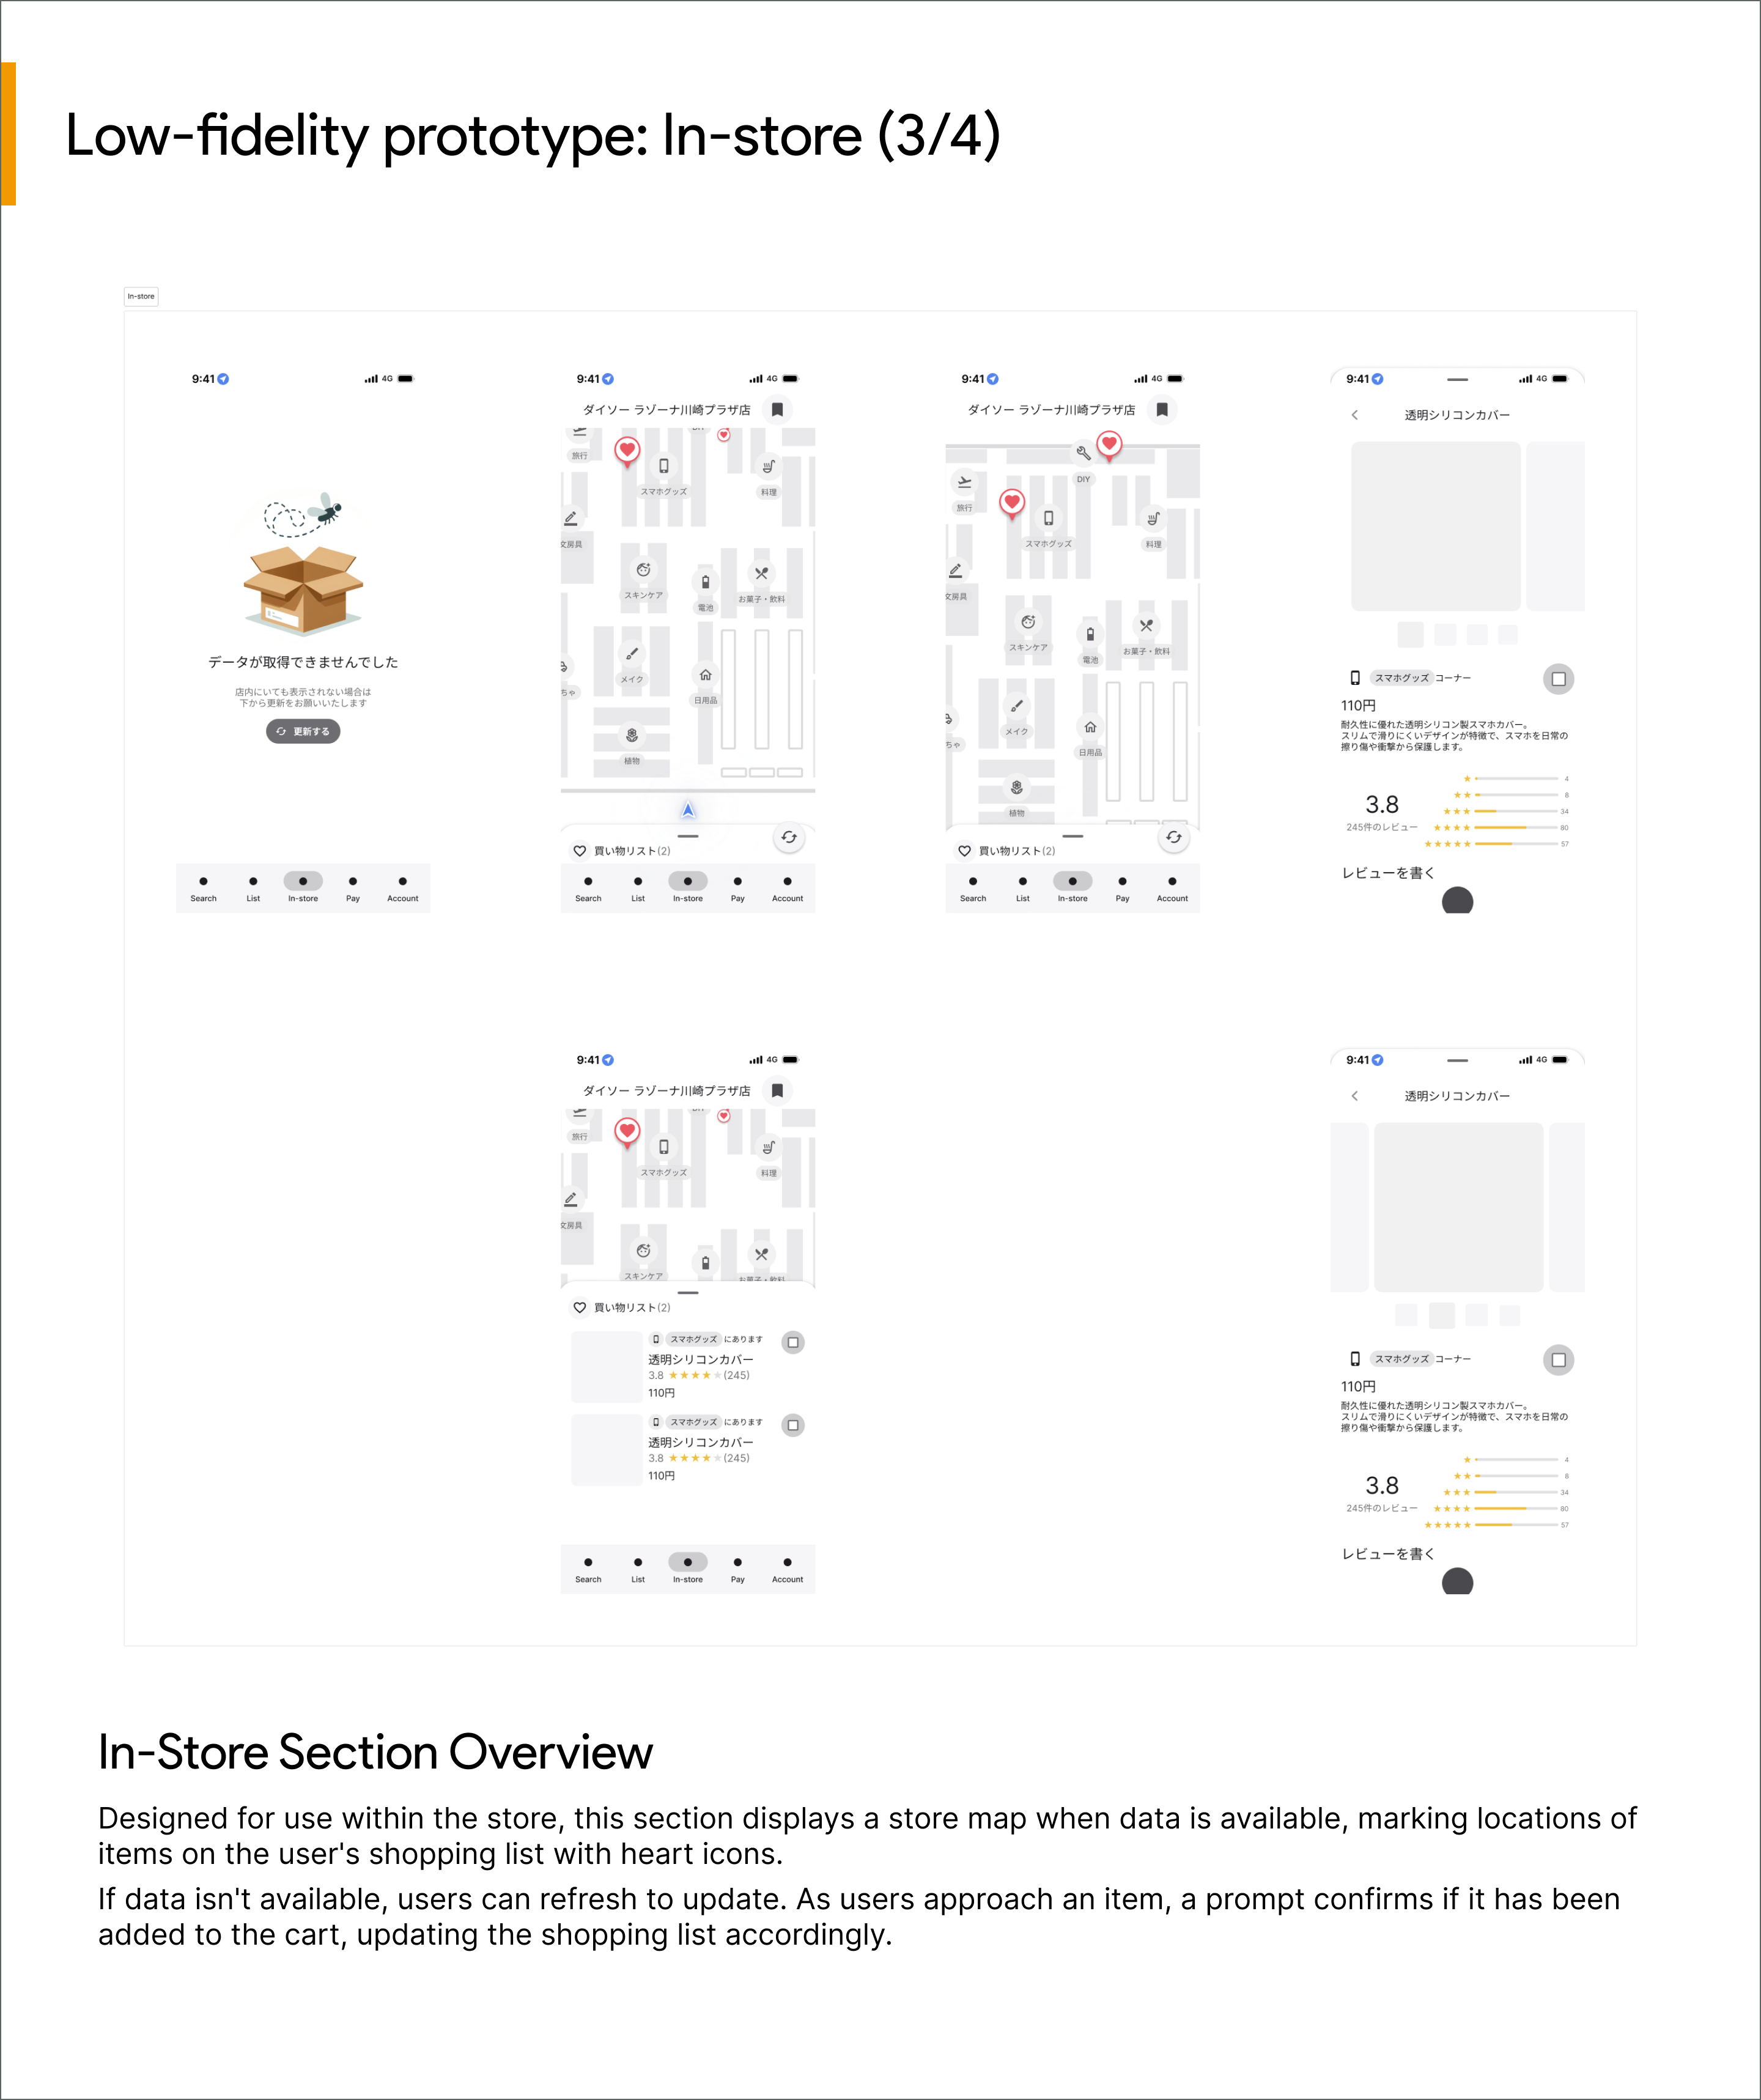 Low-fidelity prototype: In-store (3/4)
In-store
9:41
4G
データが取得できませんでした
店内にいても表示されない場合は
下から更新をお願いいたします
更新する
Search List In-store Pay Account
9:41
4G
ダイソー ラゾーナ川崎プラザ店
DIY
旅行
スマホグッズ
料理
文房具
スキンケア
電池
お菓子・飲料
メイク
ちゃ
日用品
植物
買い物リスト(2)
Search List In-store Pay Account
9:41
4G
ダイソー ラゾーナ川崎プラザ店
DIY
旅行
スマホグッズ
料理
文房具
スキンケア
電池
お菓子・飲料
メイク
ちゃ
日用品
植物
買い物リスト(2)
Search List In-store Pay Account
9:41
4G
透明シリコンカバー
スマホグッズ コーナー
110円
耐久性に優れた透明シリコン製スマホカバー。
スリムで滑りにくいデザインが特徴で、スマホを日常の
擦り傷や衝撃から保護します。
4
8
3.8
34
245件のレビュー
80
57
レビューを書く
9:41
4G
ダイソー ラゾーナ川崎プラザ店
旅行
スマホグッズ
料理
文房具
スキンケア
お菓子・飲料
買い物リスト(2)
スマホグッズ にあります
透明シリコンカバー
3.8 ★★★★★(245)
110円
スマホグッズ にあります
透明シリコンカバー
3.8 ★★★★★(245)
110円
Search List In-store Pay Account
9:41
4G
透明シリコンカバー
スマホグッズ コーナー
110円
耐久性に優れた透明シリコン製スマホカバー。
スリムで滑りにくいデザインが特徴で、スマホを日常の
擦り傷や衝撃から保護します。
4
8
3.8
34
245件のレビュー
80
57
レビューを書く
In-Store Section Overview
Designed for use within the store, this section displays a store map when data is available, marking locations of
items on the user's shopping list with heart icons.
If data isn't available, users can refresh to update. As users approach an item, a prompt confirms if it has been
added to the cart, updating the shopping list accordingly.